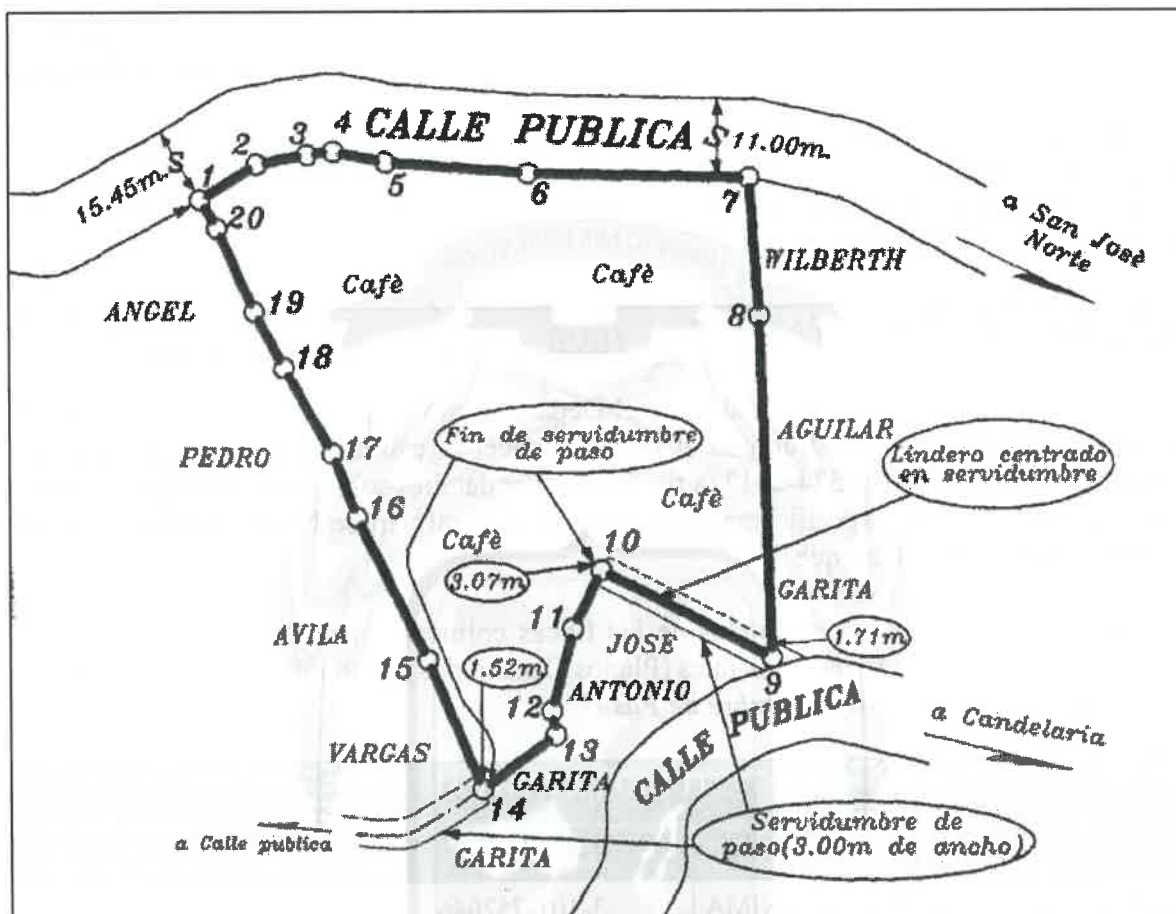 CALLE PUBLICA
S
11.00m.
S
15.45m.
1
2
3
4
5
6
7
20
a San Josè
Norte
WILBERTH
Cafè
Cafè
ANGEL
19
8
18
Fin de servidumbre
de paso
AGUILAR
Lindero centrado
en servidumbre
PEDRO
17
Cafè
16
Cafè
10
3.07m
GARITA
11
JOSE
1.71m
AVILA
15
1.52m
9
12
ANTONIO
CALLE PUBLICA
a Candelaria
13
VARGAS
GARITA
14
Servidumbre de
paso(3.00m de ancho)
a Calle publica
GARITA